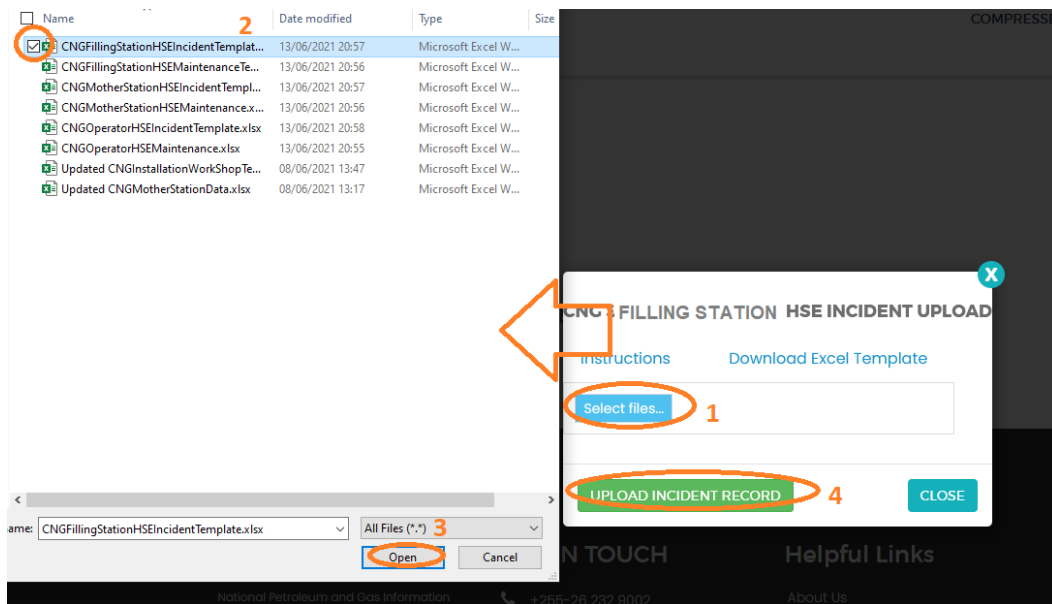 Name Date modified Type Size
2
CNGFillingStationHSEIncidentTemplat... 13/06/2021 20:57 Microsoft Excel W...
CNGFillingStationHSEMaintenanceTe... 13/06/2021 20:56 Microsoft Excel W...
CNGMotherStationHSEIncidentTempl... 13/06/2021 20:57 Microsoft Excel W...
CNGMotherStationHSEMaintenance.x... 13/06/2021 20:56 Microsoft Excel W...
CNGOperatorHSEIncidentTemplate.xlsx 13/06/2021 20:58 Microsoft Excel W...
CNGOperatorHSEMaintenance.xlsx 13/06/2021 20:55 Microsoft Excel W...
Updated CNGInstallationWorkShopTe... 08/06/2021 13:47 Microsoft Excel W...
Updated CNGMotherStationData.xlsx 08/06/2021 13:17 Microsoft Excel W...
ame: CNGFillingStationHSEIncidentTemplate.xlsx All Files (*.*) 3
Open Cancel
COMPRESSE
X
CNG FILLING STATION HSE INCIDENT UPLOAD
Instructions Download Excel Template
Select files... 1
UPLOAD INCIDENT RECORD 4 CLOSE
N TOUCH Helpful Links
National Petroleum and Gas Information +255-26 232 9002 About Us